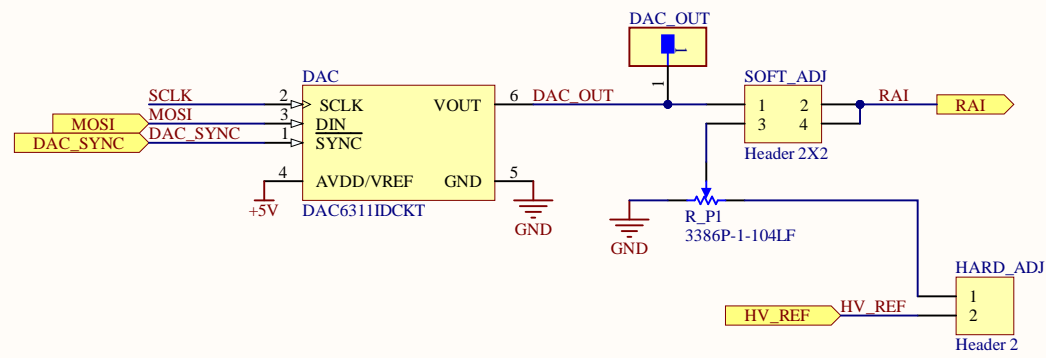 DAC_OUT
1
1
DAC
SOFT_ADJ
SCLK
2
SCLK
VOUT
6
DAC_OUT
1
2
RAI
RAI
MOSI
MOSI
3
DIN
3
4
DAC_SYNC
DAC_SYNC
1
SYNC
Header 2X2
4
AVDD/VREF
GND
5
+5V
DAC6311IDCKT
GND
R_P1
GND
3386P-1-104LF
HARD_ADJ
1
HV_REF
HV_REF
2
Header 2